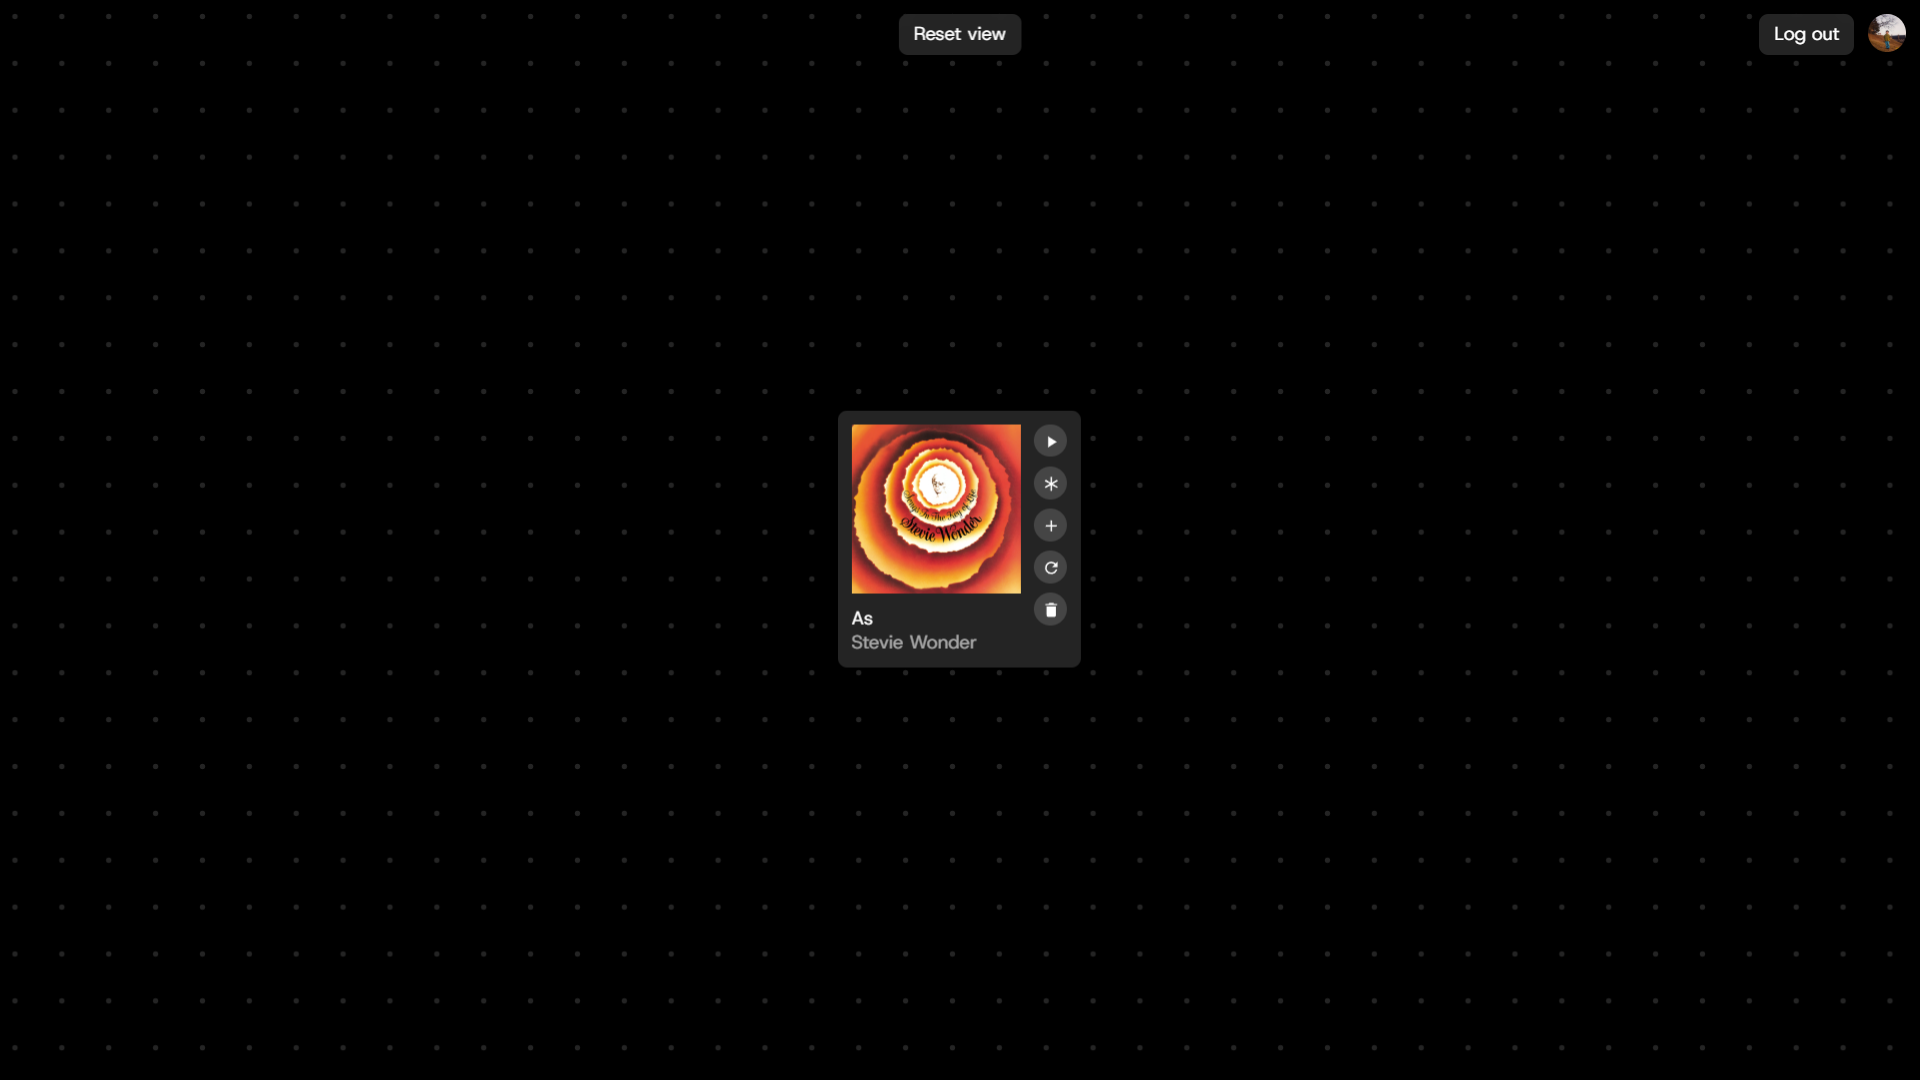 Reset view
Log out
Songs In The Key of Life
Stevie Wonder
As
Stevie Wonder